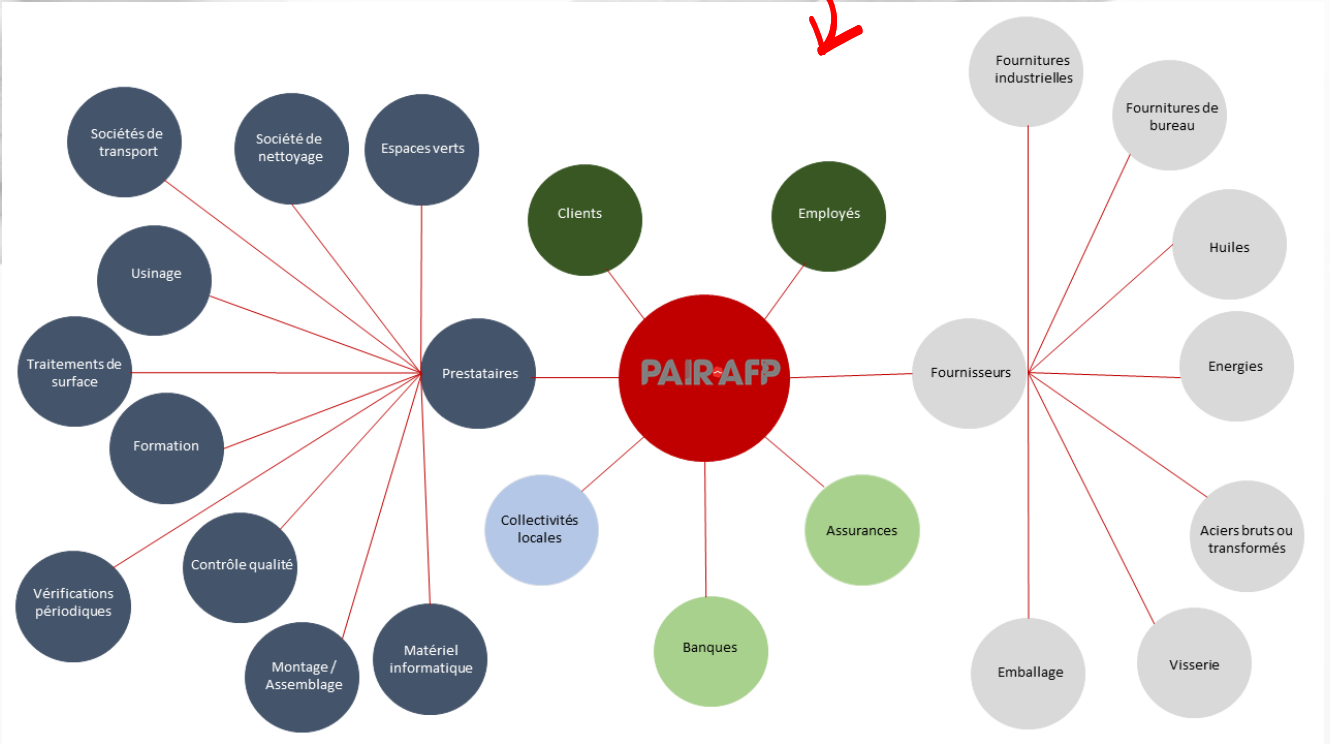 Fournitures
industrielles
Fournitures de
bureau
Sociétés de
transport
Société de
nettoyage
Espaces verts
Clients
Employés
Huiles
Usinage
Traitements de
surface
Prestataires
PAIR AFP
Fournisseurs
Energies
Formation
Collectivités
locales
Assurances
Aciers bruts ou
transformés
Contrôle qualité
Vérifications
périodiques
Montage /
Assemblage
Matériel
informatique
Banques
Emballage
Visserie